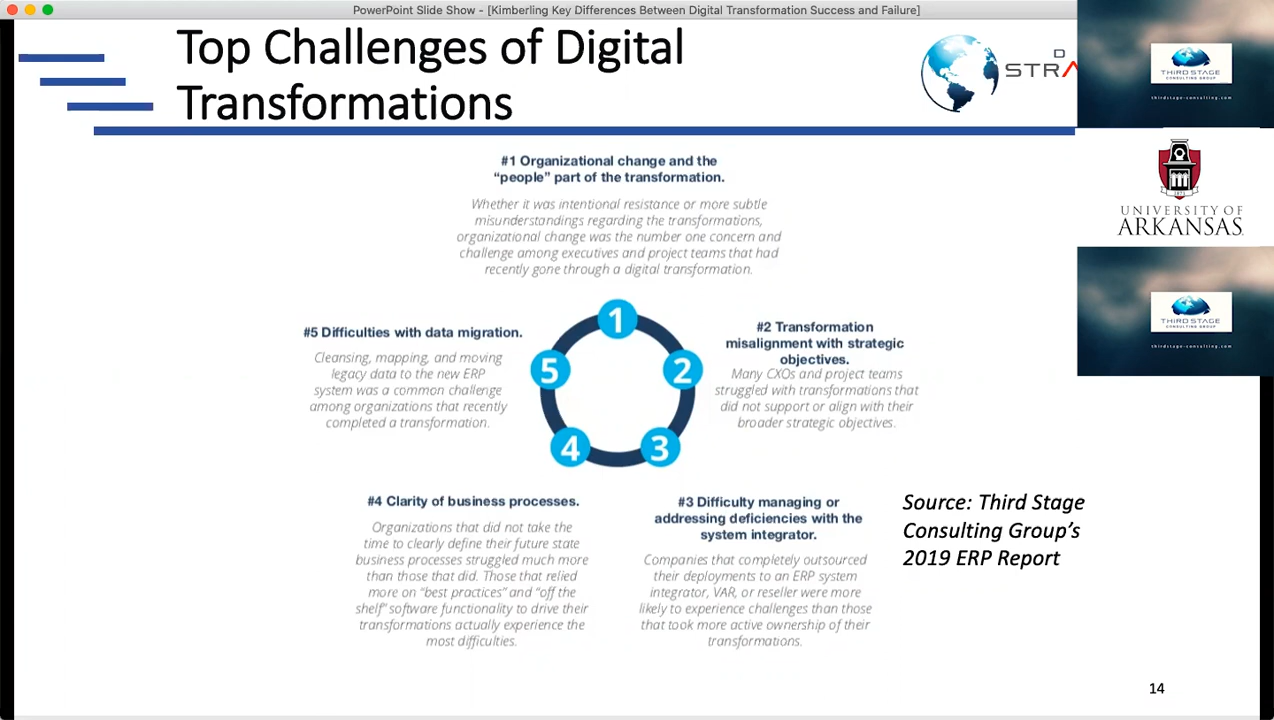 PowerPoint Slide Show - [Kimberling Key Differences Between Digital Transformation Success and Failure]
Top Challenges of Digital
Transformations
D
STRA
THIRD STAGE
CONSULTING GROUP
thirdstage-consulting.com
1871
UNIVERSITY OF
ARKANSAS
THIRD STAGE
CONSULTING GROUP
thirdstage-consulting.com
#1 Organizational change and the
“people” part of the transformation.
Whether it was intentional resistance or more subtle
misunderstandings regarding the transformations,
organizational change was the number one concern and
challenge among executives and project teams that had
recently gone through a digital transformation.
1
2
3
4
5
#2 Transformation
misalignment with strategic
objectives.
Many CXOs and project teams
struggled with transformations that
did not support or align with their
broader strategic objectives.
#3 Difficulty managing or
addressing deficiencies with the
system integrator.
Companies that completely outsourced
their deployments to an ERP system
integrator, VAR, or reseller were more
likely to experience challenges than those
that took more active ownership of their
transformations.
#4 Clarity of business processes.
Organizations that did not take the
time to clearly define their future state
business processes struggled much more
than those that did. Those that relied
more on “best practices” and “off the
shelf” software functionality to drive their
transformations actually experience the
most difficulties.
#5 Difficulties with data migration.
Cleansing, mapping, and moving
legacy data to the new ERP
system was a common challenge
among organizations that recently
completed a transformation.
Source: Third Stage
Consulting Group’s
2019 ERP Report
14